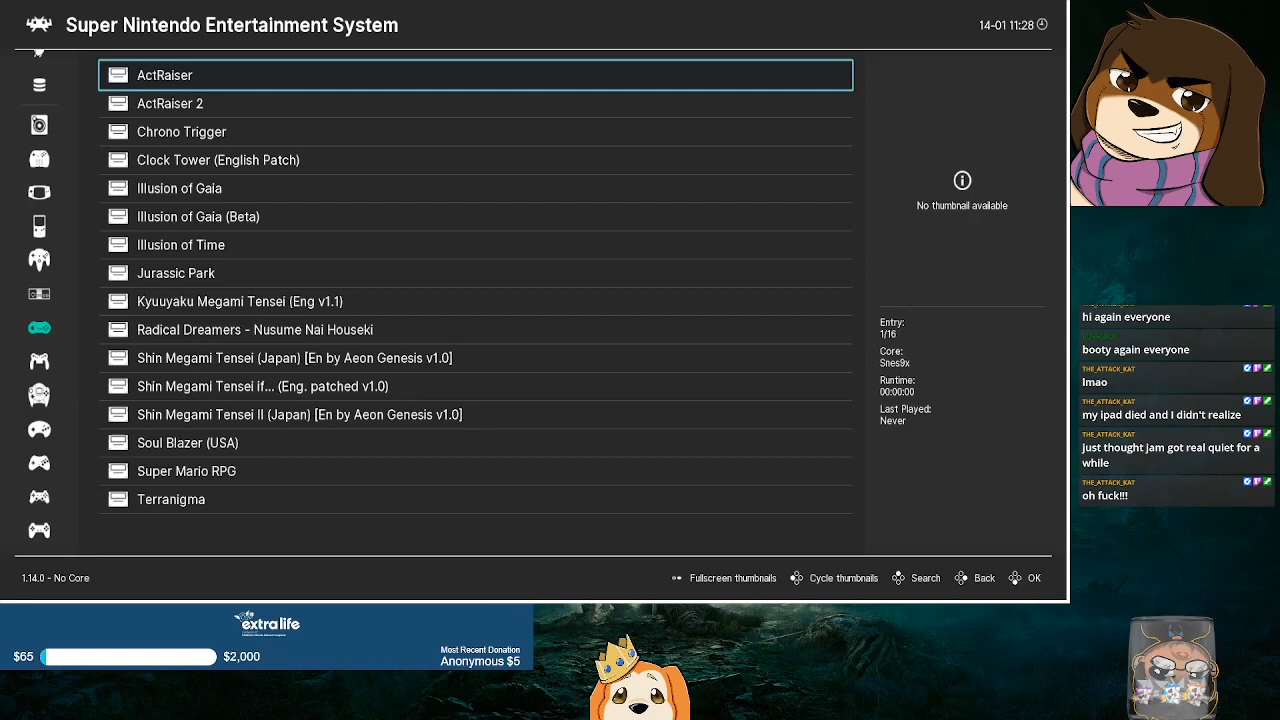 Super Nintendo Entertainment System
14-01 11:28
ActRaiser
ActRaiser 2
Chrono Trigger
Clock Tower (English Patch)
Illusion of Gaia
Illusion of Gaia (Beta)
Illusion of Time
Jurassic Park
Kyuuyaku Megami Tensei (Eng v1.1)
Radical Dreamers - Nusume Nai Houseki
Shin Megami Tensei (Japan) [En by Aeon Genesis v1.0]
Shin Megami Tensei if... (Eng. patched v1.0)
Shin Megami Tensei II (Japan) [En by Aeon Genesis v1.0]
Soul Blazer (USA)
Super Mario RPG
Terranigma
No thumbnail available
Entry:
1/16
Core:
Snes9x
Runtime:
00:00:00
Last Played:
Never
1.14.0 - No Core
Fullscreen thumbnails
Cycle thumbnails
Search
Back
OK
hi again everyone
booty again everyone
THE_ATTACK_KAT
lmao
THE_ATTACK_KAT
my ipad died and I didn't realize
THE_ATTACK_KAT
just thought jam got real quiet for a
while
THE_ATTACK_KAT
oh fuck!!!
extralife
$65
$2,000
Most Recent Donation
Anonymous $5